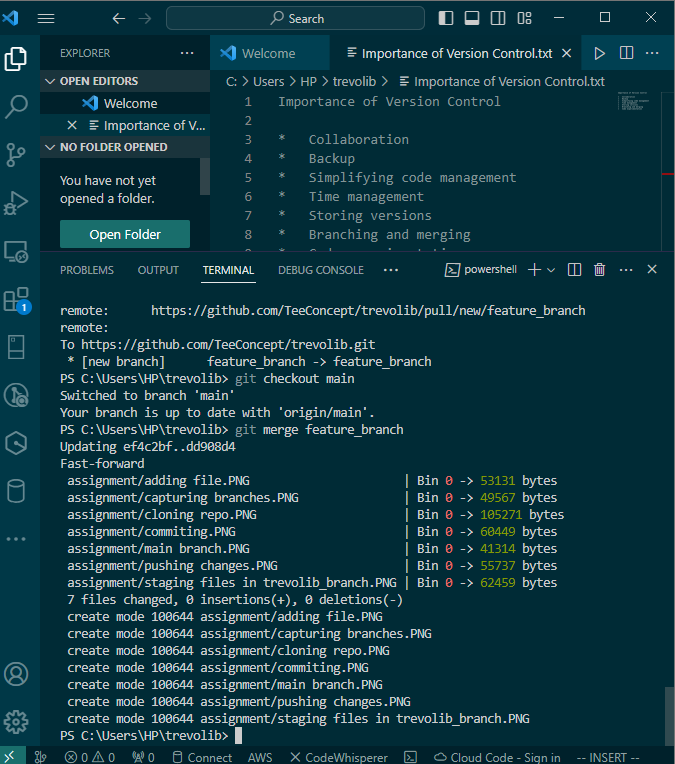 Search
EXPLORER ...
OPEN EDITORS
Welcome
Importance of V...
NO FOLDER OPENED
You have not yet
opened a folder.
Open Folder
1
Welcome
Importance of Version Control.txt
C: > Users > HP > trevolib > Importance of Version Control.txt
1 Importance of Version Control
2
3 * Collaboration
4 * Backup
5 * Simplifying code management
6 * Time management
7 * Storing versions
8 * Branching and merging
PROBLEMS OUTPUT TERMINAL DEBUG CONSOLE ... powershell
remote: https://github.com/TeeConcept/trevolib/pull/new/feature_branch
remote:
To https://github.com/TeeConcept/trevolib.git
* [new branch] feature_branch -> feature_branch
PS C:\Users\HP\trevolib> git checkout main
Switched to branch 'main'
Your branch is up to date with 'origin/main'.
PS C:\Users\HP\trevolib> git merge feature_branch
Updating ef4c2bf..dd908d4
Fast-forward
assignment/adding file.PNG | Bin 0 -> 53131 bytes
assignment/capturing branches.PNG | Bin 0 -> 49567 bytes
assignment/cloning repo.PNG | Bin 0 -> 105271 bytes
assignment/commiting.PNG | Bin 0 -> 60449 bytes
assignment/main branch.PNG | Bin 0 -> 41314 bytes
assignment/pushing changes.PNG | Bin 0 -> 55737 bytes
assignment/staging files in trevolib_branch.PNG | Bin 0 -> 62459 bytes
7 files changed, 0 insertions(+), 0 deletions(-)
create mode 100644 assignment/adding file.PNG
create mode 100644 assignment/capturing branches.PNG
create mode 100644 assignment/cloning repo.PNG
create mode 100644 assignment/commiting.PNG
create mode 100644 assignment/main branch.PNG
create mode 100644 assignment/pushing changes.PNG
create mode 100644 assignment/staging files in trevolib_branch.PNG
PS C:\Users\HP\trevolib>
0 0 0 Connect AWS CodeWhisperer Cloud Code - Sign in -- INSERT --